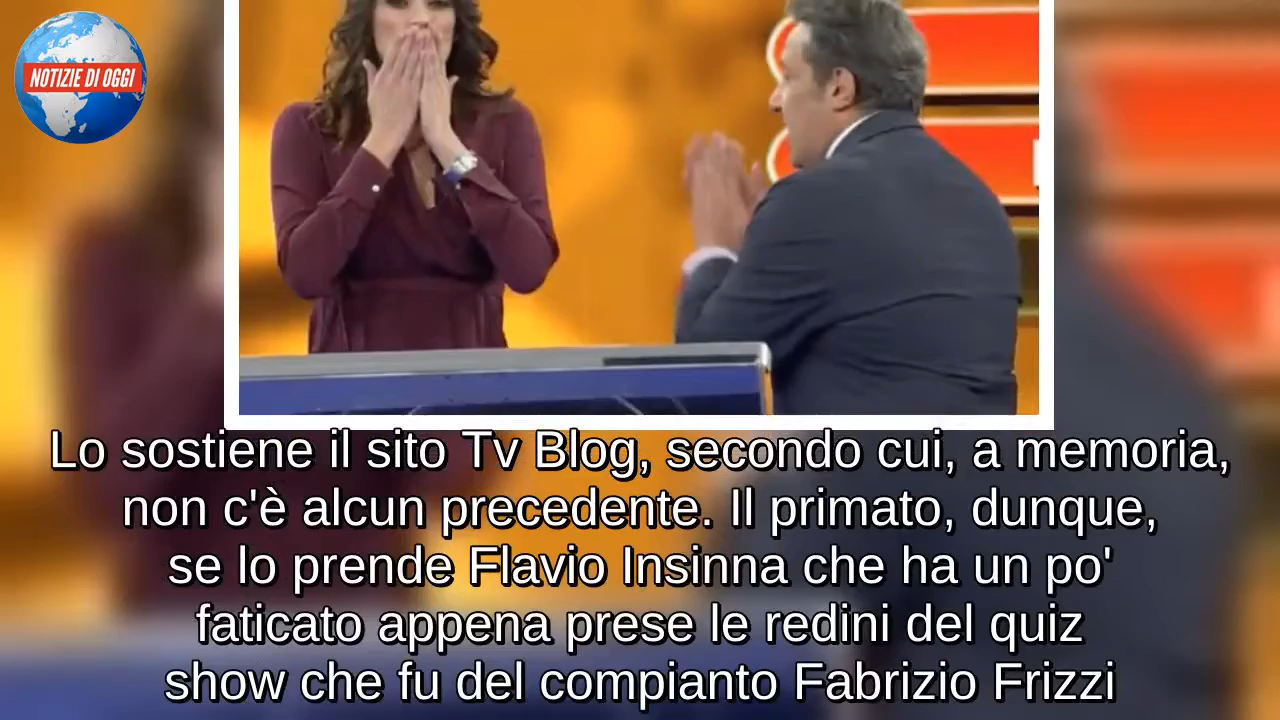 NOTIZIE DI OGGI
Lo sostiene il sito Tv Blog, secondo cui, a memoria,
non c'è alcun precedente. Il primato, dunque,
se lo prende Flavio Insinna che ha un po'
faticato appena prese le redini del quiz
show che fu del compianto Fabrizio Frizzi